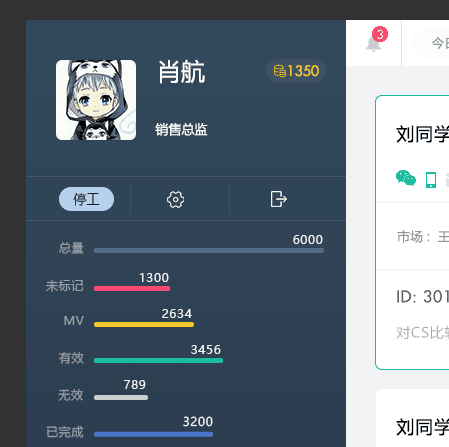 肖航
1350
销售总监
停工
总量 6000
未标记 1300
MV 2634
有效 3456
无效 789
已完成 3200
3
今
刘同学
市场：王
ID: 301
对CS比较
刘同学